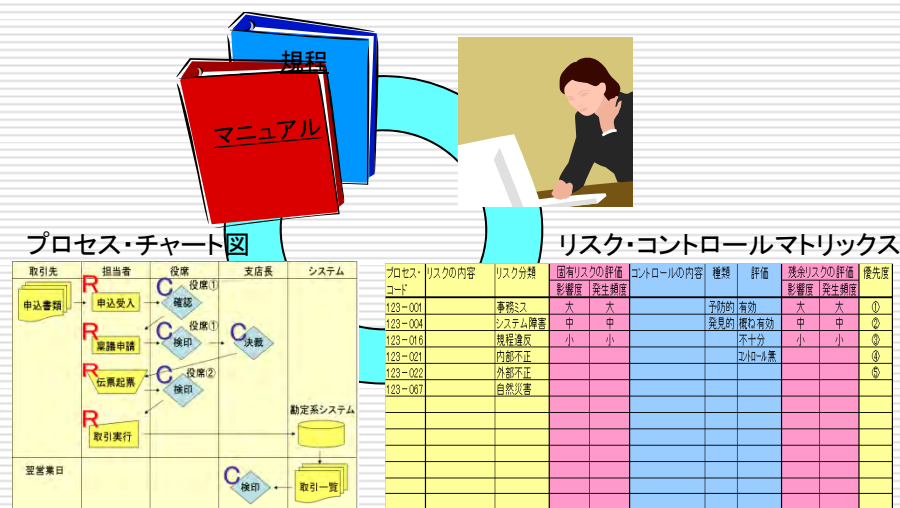 規程
マニュアル
プロセス・チャート図
リスク・コントロールマトリックス
取引先 担当者 役席 支店長 システム
申込書類
R
申込受入
C
役席①
確認
R
稟議申請
C
役席①
検印
C
決裁
R
伝票起票
C
役席②
検印
R
取引実行
勘定系システム
翌営業日
C
検印
取引一覧
プロセス・コード リスクの内容 リスク分類 固有リスクの評価 コントロールの内容 種類 評価 残余リスクの評価 優先度
影響度 発生頻度 影響度 発生頻度
123-001 事務ミス 大 大 予防的 有効 大 大 ①
123-004 システム障害 中 中 発見的 概ね有効 中 中 ②
123-016 規程違反 小 小 不十分 小 小 ③
123-021 内部不正 コントロール無 ④
123-022 外部不正 ⑤
123-067 自然災害